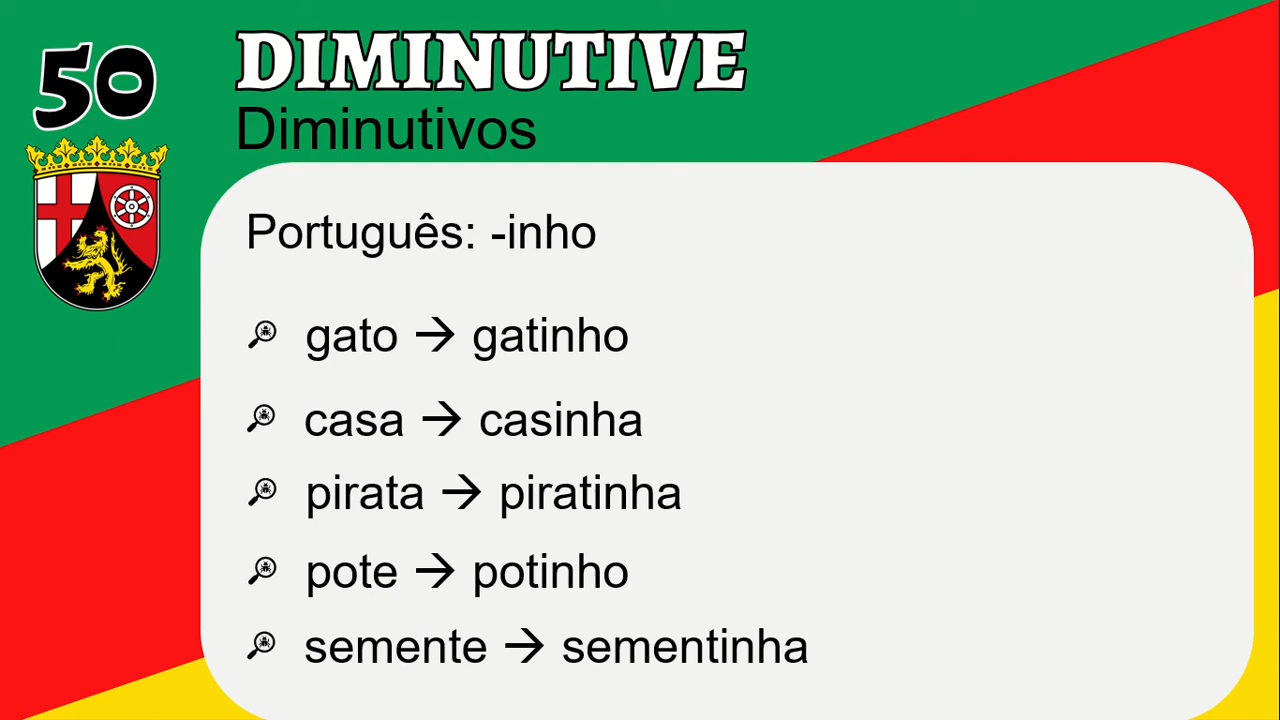 50
DIMINUTIVE
Diminutivos
Português: -inho
gato → gatinho
casa → casinha
pirata → piratinha
pote → potinho
semente → sementinha